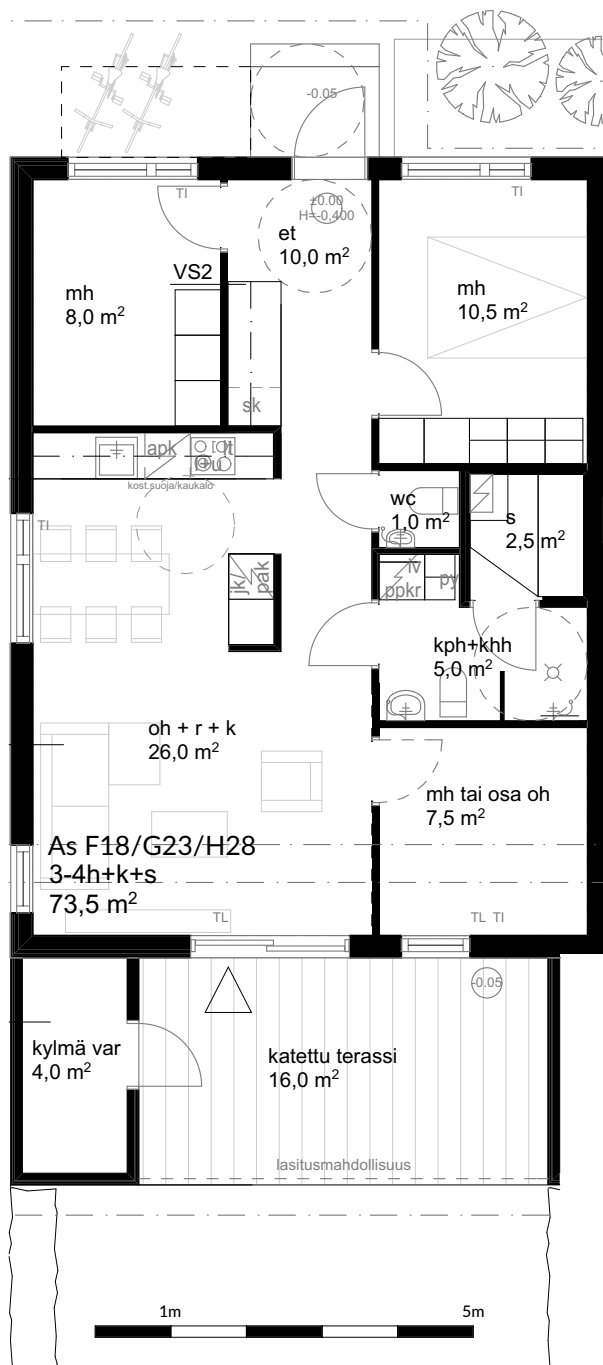 -0.05
TI
±0.00
H=-0,400
TI
et
10,0 m²
VS2
mh
8,0 m²
mh
10,5 m²
sk
apk
lt
l+u
kost.suoja/kaukalo
wc
1,0 m²
s
2,5 m²
TI
jk/
pak
lv
ppkr
py
kph+khh
5,0 m²
oh + r + k
26,0 m²
mh tai osa oh
7,5 m²
As F18/G23/H28
3-4h+k+s
73,5 m²
TL
TL TI
-0.05
kylmä var
4,0 m²
katettu terassi
16,0 m²
lasitusmahdollisuus
1m
5m